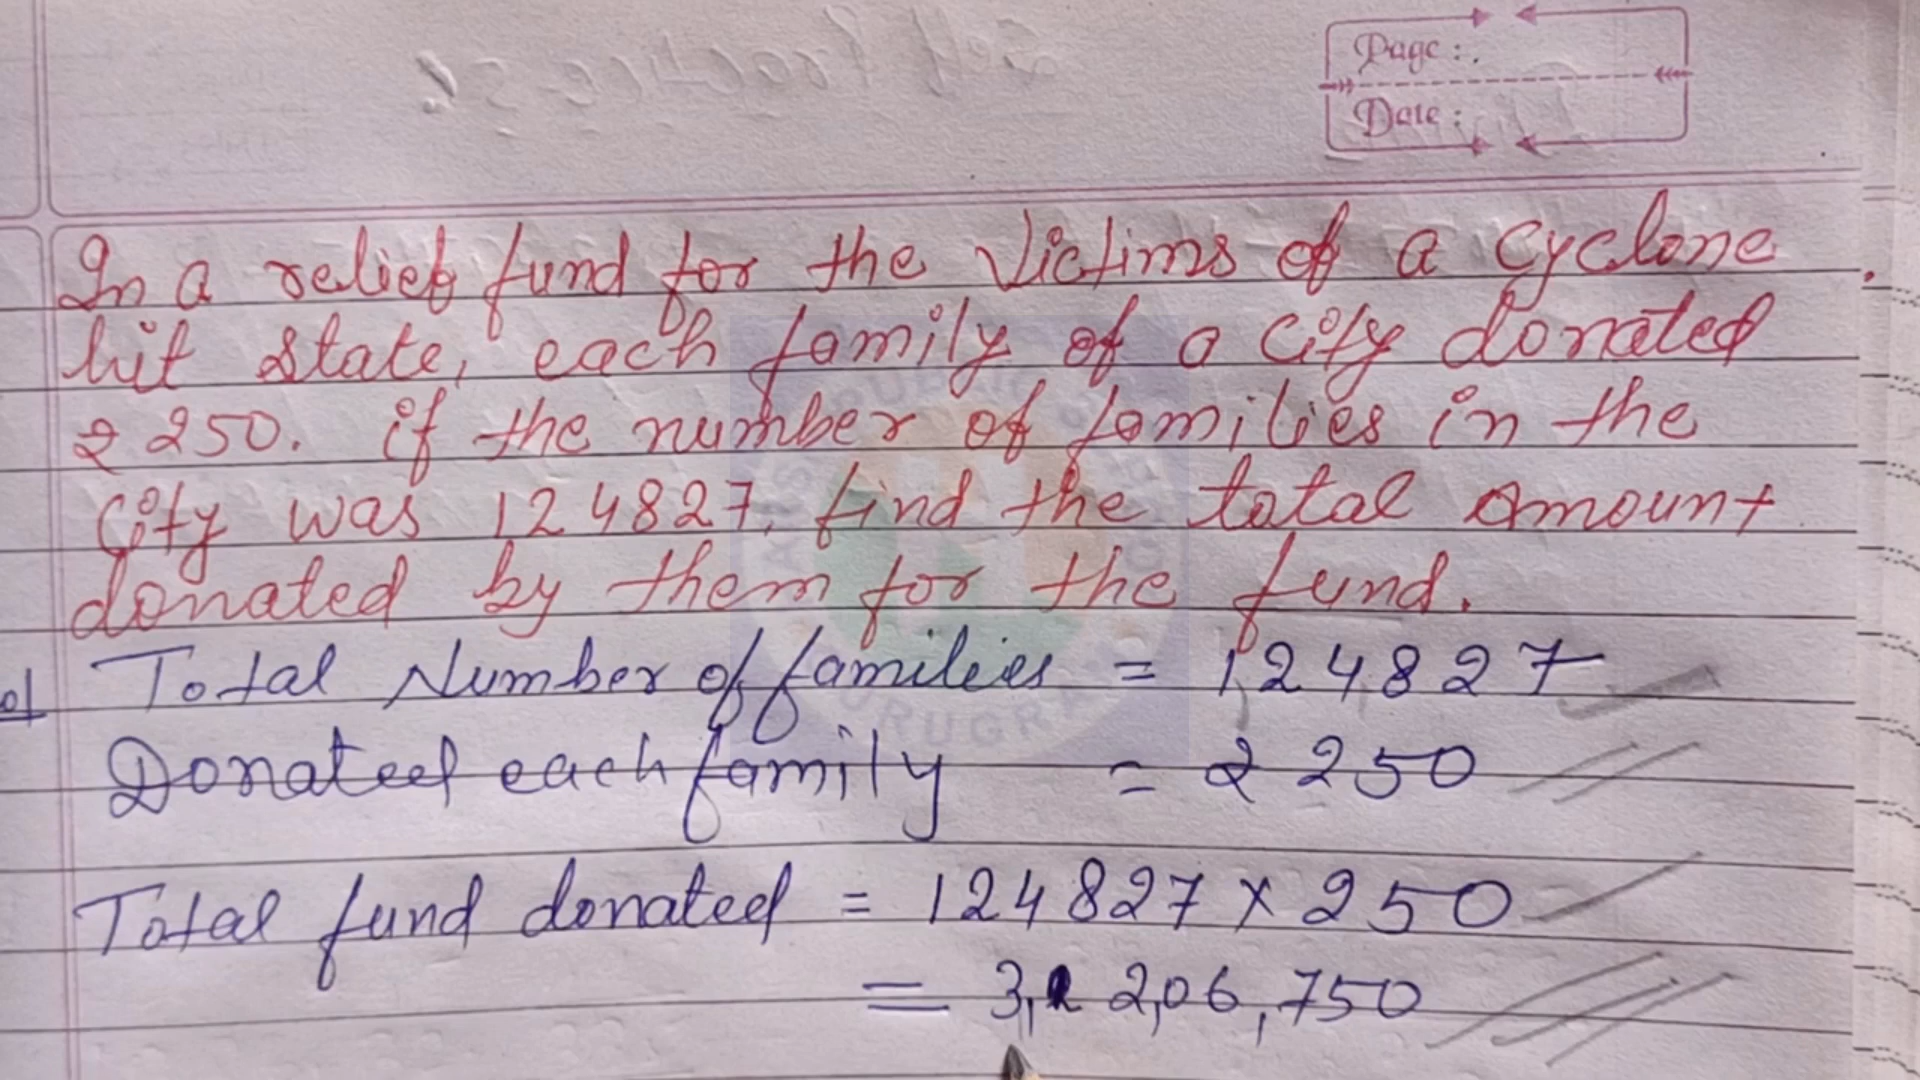 Page :
Date :
In a relief fund for the victims of a cyclone
hit state, each family of a city donated
₹ 250. if the number of families in the
city was 124827, find the total amount
donated by them for the fund.
Total Number of families = 1,24,827
Donated each family = ₹ 250
Total fund donated = 124827 x 250
= 3,12,06,750